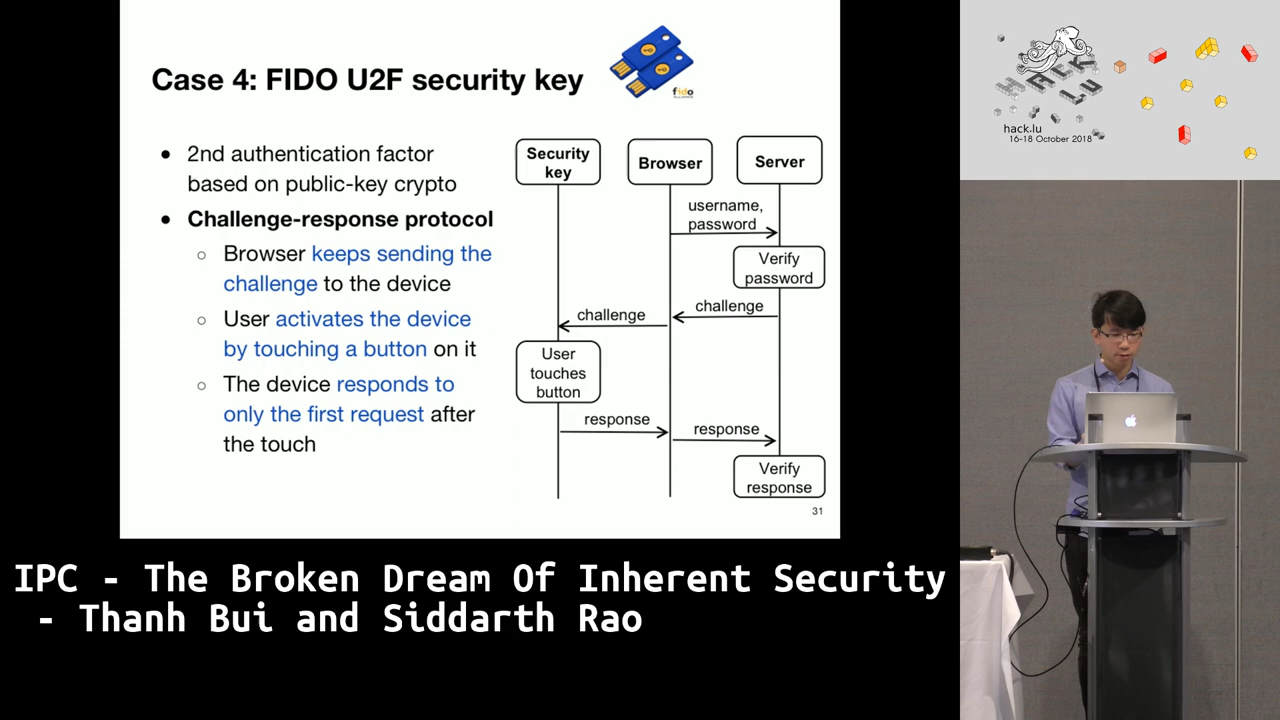 Case 4: FIDO U2F security key
fido
● 2nd authentication factor
based on public-key crypto
● Challenge-response protocol
○ Browser keeps sending the
challenge to the device
○ User activates the device
by touching a button on it
○ The device responds to
only the first request after
the touch
Security
key
Browser
Server
username,
password
Verify
password
challenge
challenge
User
touches
button
response
response
Verify
response
31
HACK
LU
hack.lu
16-18 October 2018
IPC - The Broken Dream Of Inherent Security
- Thanh Bui and Siddarth Rao